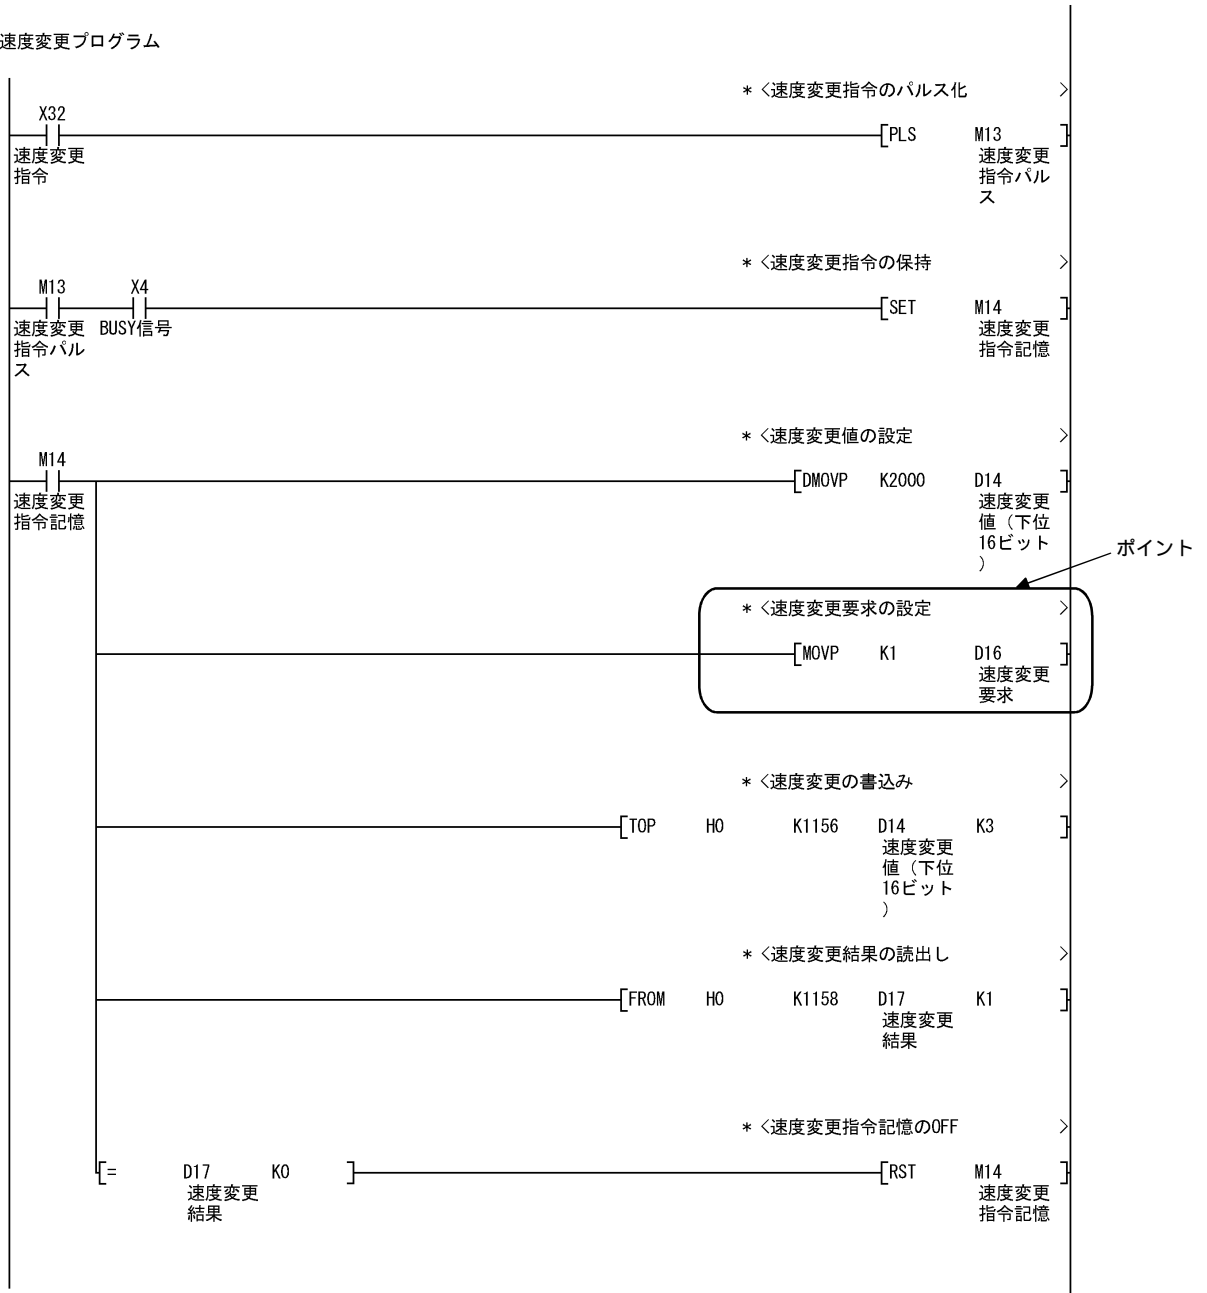 速度変更プログラム
* <速度変更指令のパルス化 >
X32
[PLS M13 ]
速度変更
指令
速度変更
指令パル
ス
* <速度変更指令の保持 >
M13 X4
[SET M14 ]
速度変更
指令パル
ス
BUSY信号
速度変更
指令記憶
* <速度変更値の設定 >
M14
[DMOVP K2000 D14 ]
速度変更
指令記憶
速度変更
値（下位
16ビット
）
ポイント
* <速度変更要求の設定 >
[MOVP K1 D16 ]
速度変更
要求
* <速度変更の書込み >
[TOP H0 K1156 D14 K3 ]
速度変更
値（下位
16ビット
）
* <速度変更結果の読出し >
[FROM H0 K1158 D17 K1 ]
速度変更
結果
* <速度変更指令記憶のOFF >
[= D17 K0 ] [RST M14 ]
速度変更
結果
速度変更
指令記憶